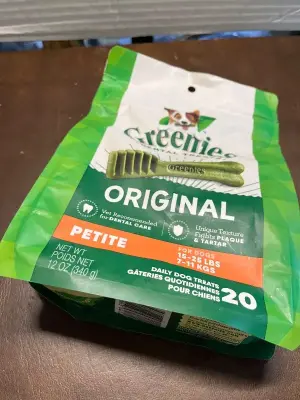 Greenies
Greenies
ORIGINAL
Vet Recommended
for DENTAL CARE
Unique Texture
Fights PLAQUE
& TARTAR
PETITE
FOR DOGS
15-25 LBS
7-11 KGS
NET WT
POIDS NET
12 OZ (340 g)
DAILY DOG TREATS
GÂTERIES QUOTIDIENNES
POUR CHIENS
20